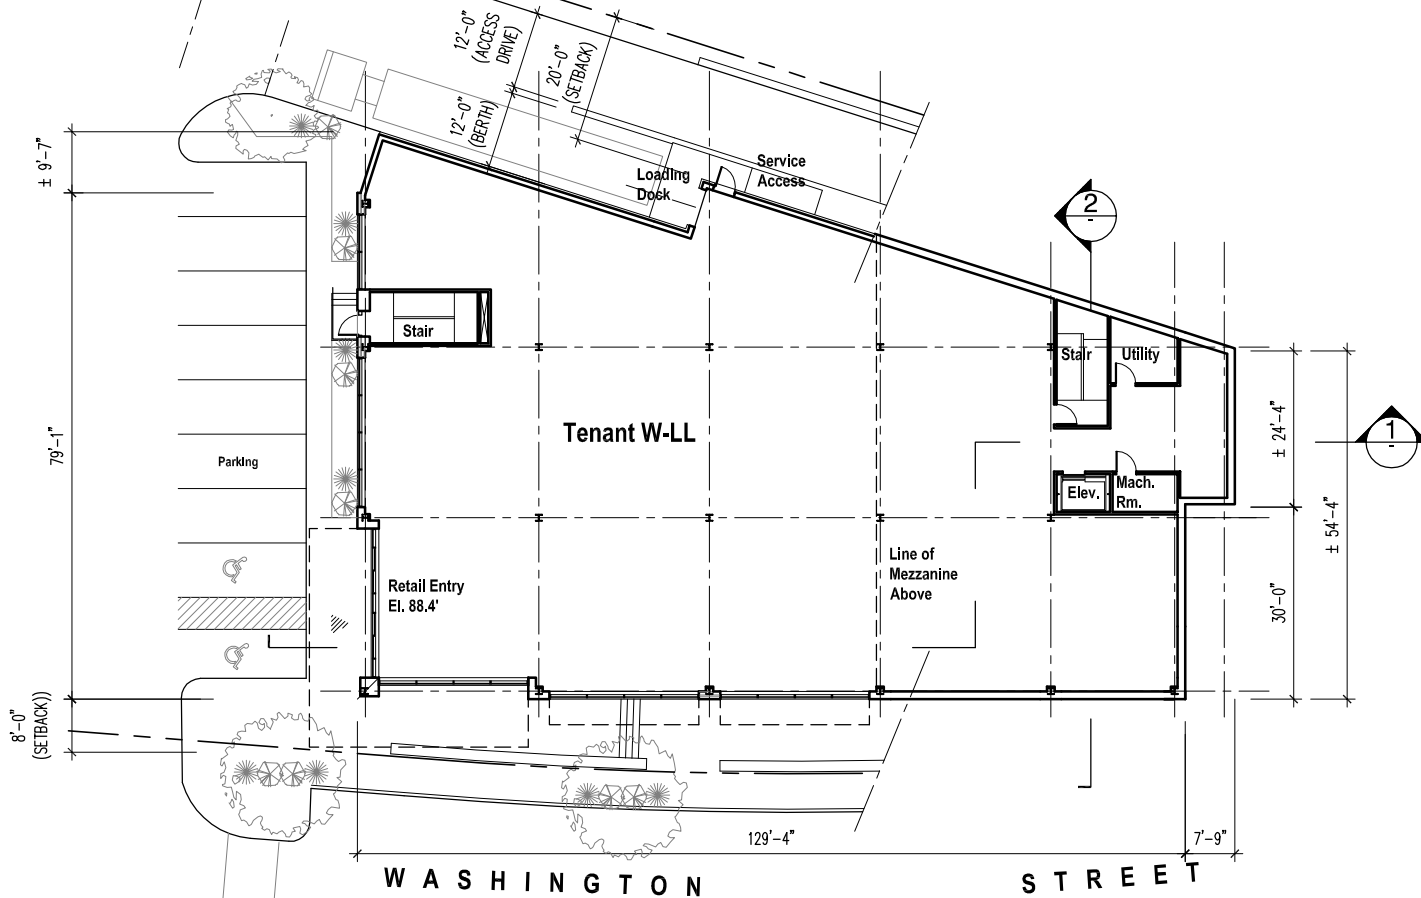 12'-0"
(ACCESS
DRIVE)
20'-0"
(SETBACK)
12'-0"
(BERTH)
± 9'-7"
Loading
Dock
Service
Access
2
-
Stair
Stair
Utility
Tenant W-LL
± 24'-4"
1
-
79'-1"
Parking
Elev.
Mach.
Rm.
± 54'-4"
Line of
Mezzanine
Above
Retail Entry
El. 88.4'
30'-0"
8'-0"
(SETBACK))
129'-4"
7'-9"
WASHINGTON STREET